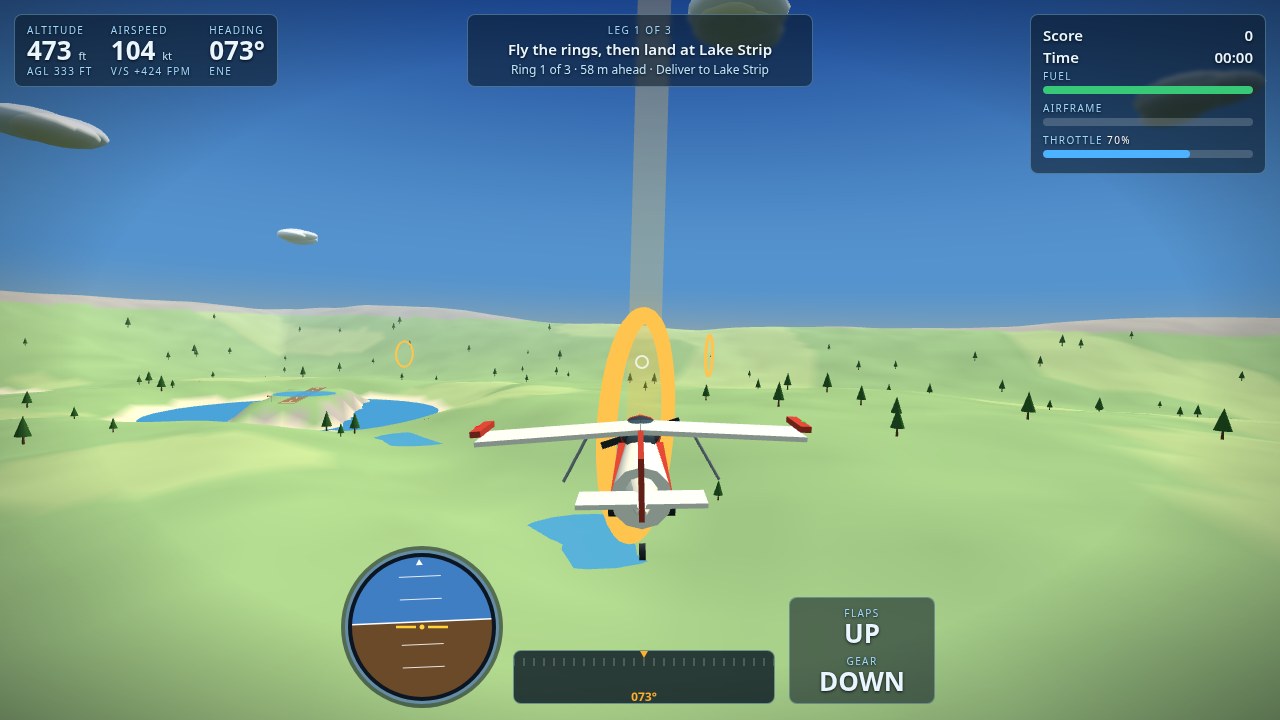 ALTITUDE AIRSPEED HEADING
473 ft 104 kt 073°
AGL 333 FT V/S +424 FPM ENE
LEG 1 OF 3
Fly the rings, then land at Lake Strip
Ring 1 of 3 · 58 m ahead · Deliver to Lake Strip
Score 0
Time 00:00
FUEL
AIRFRAME
THROTTLE 70%
073°
FLAPS
UP
GEAR
DOWN